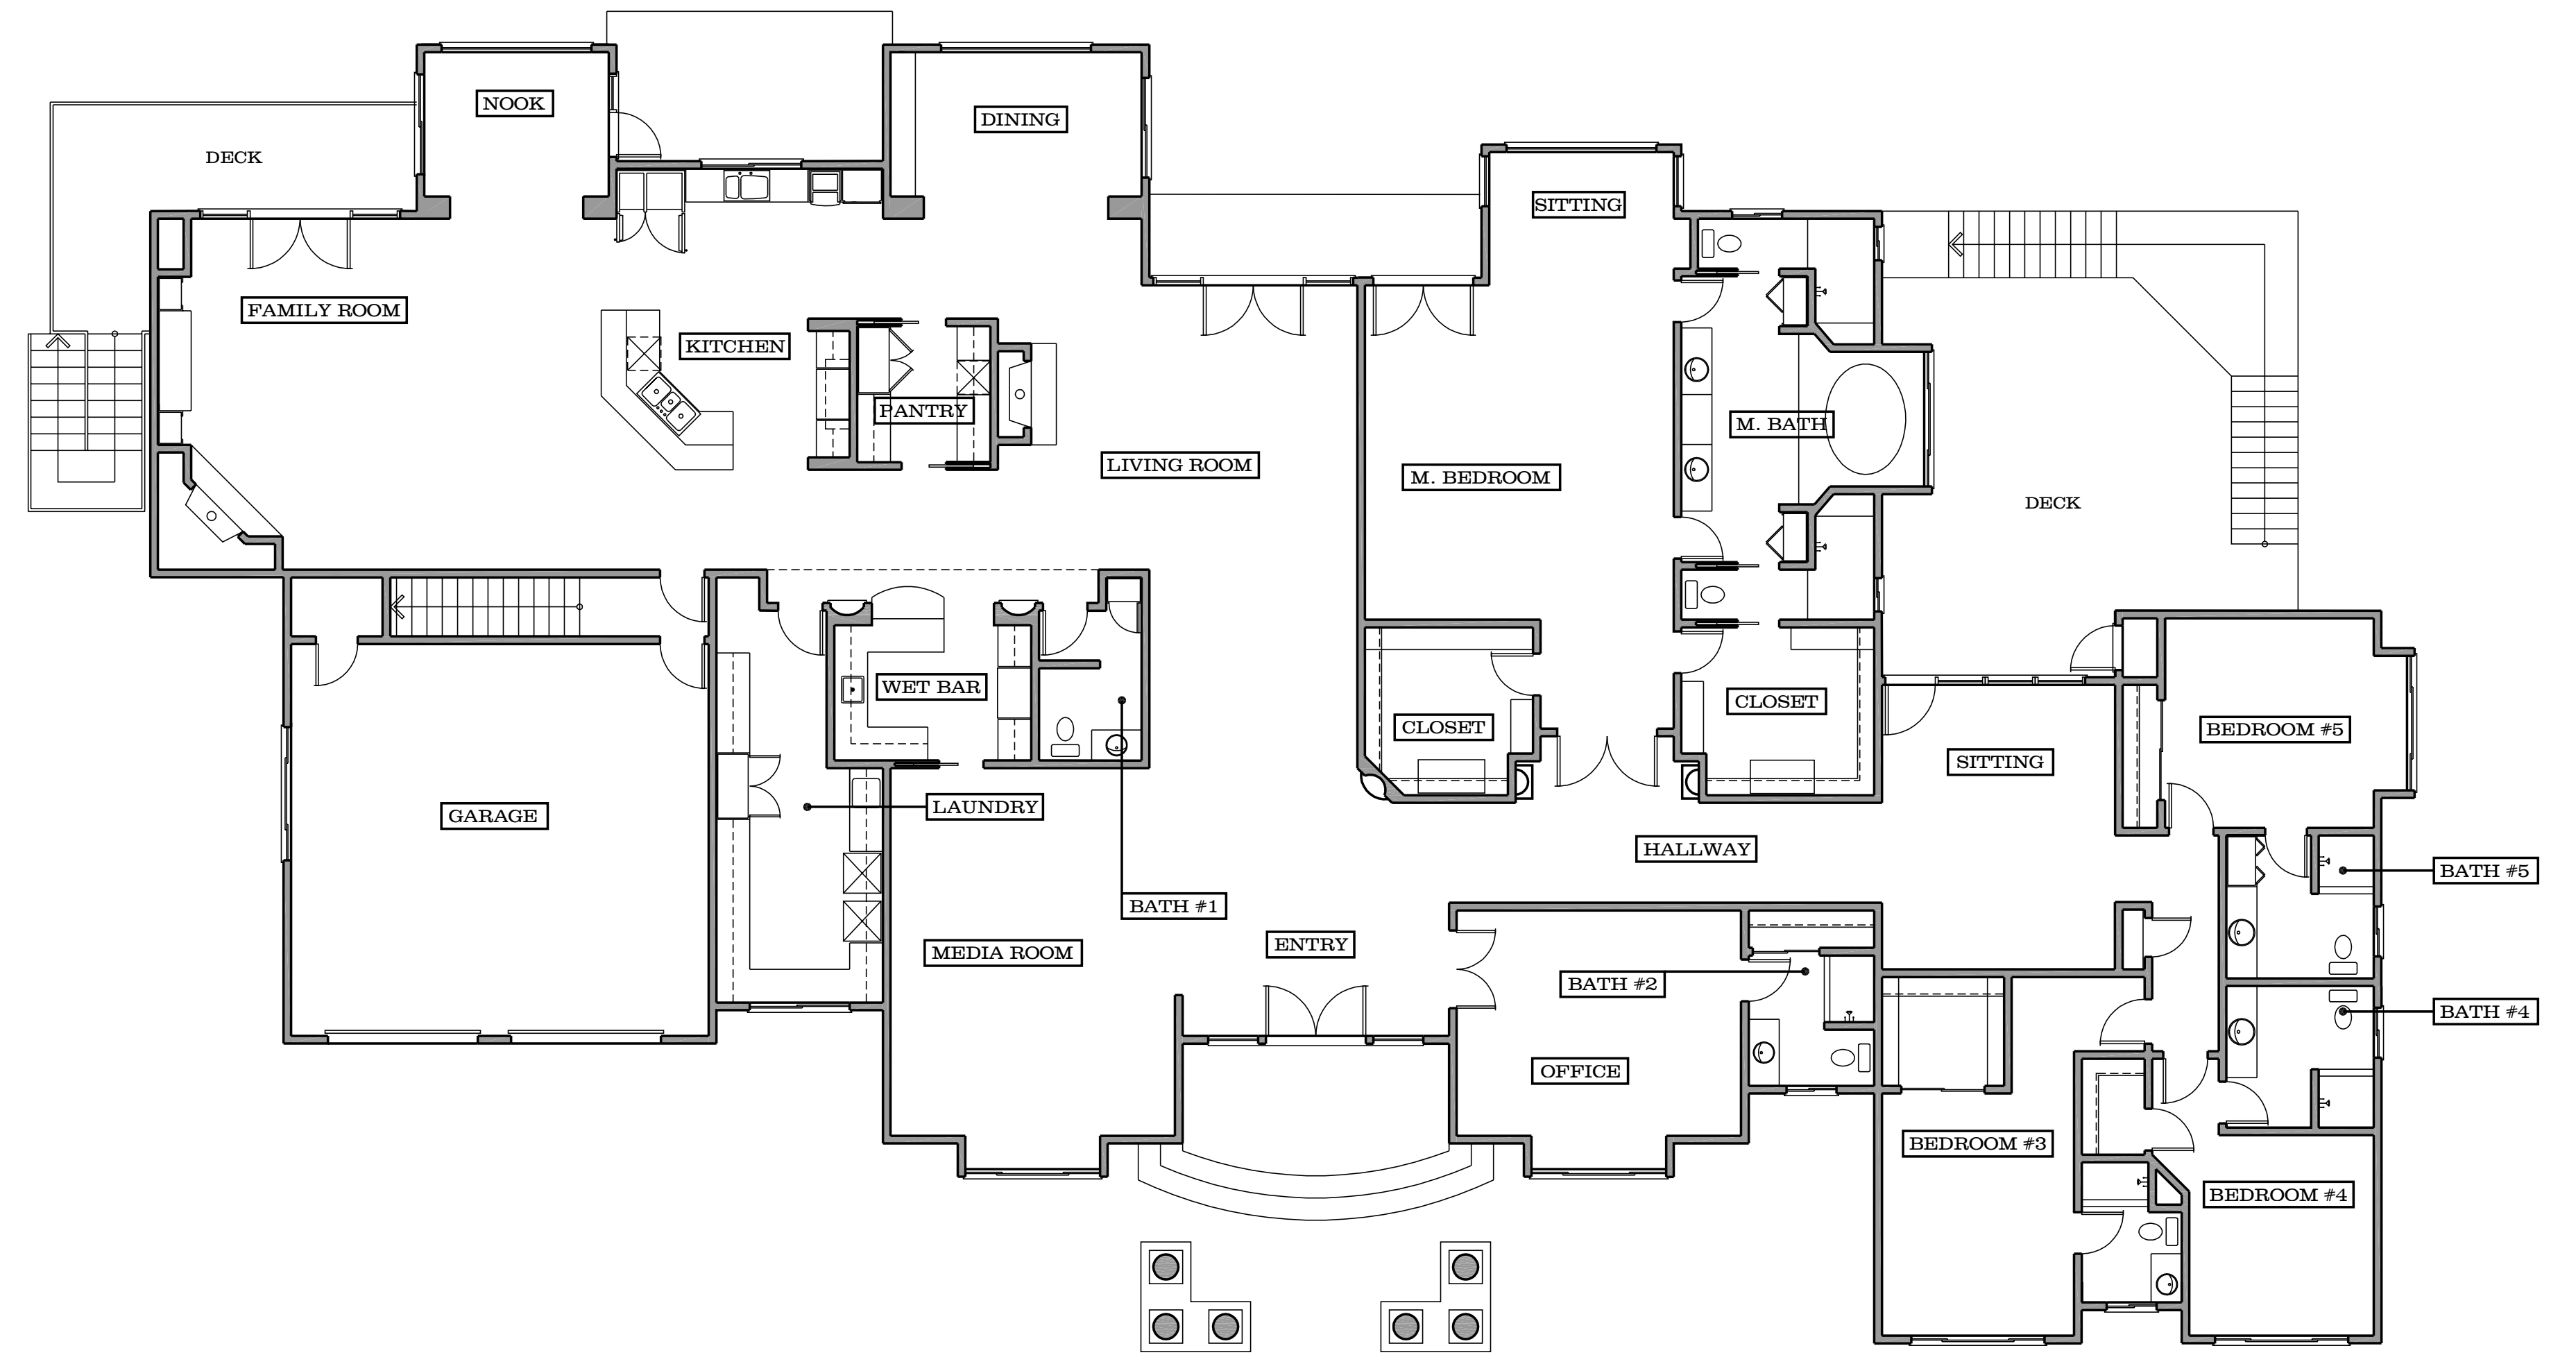 NOOK
DINING
DECK
SITTING
FAMILY ROOM
KITCHEN
PANTRY
M. BATH
LIVING ROOM
M. BEDROOM
DECK
WET BAR
CLOSET
CLOSET
BEDROOM #5
SITTING
GARAGE
LAUNDRY
HALLWAY
BATH #5
BATH #1
MEDIA ROOM
ENTRY
BATH #2
BATH #4
OFFICE
BEDROOM #3
BEDROOM #4